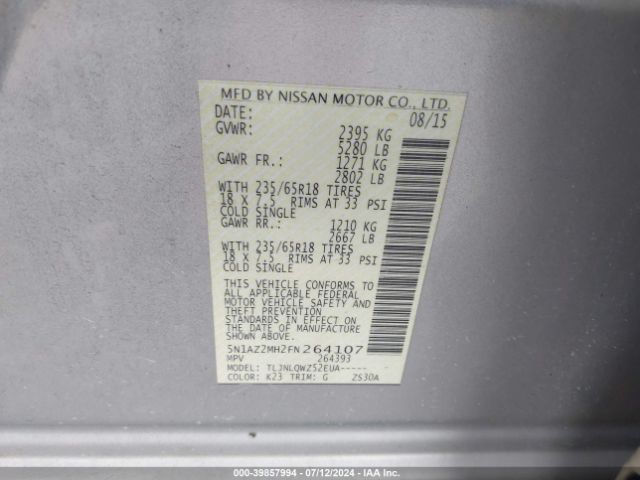 MFD BY NISSAN MOTOR CO., LTD.
DATE: 08/15
GVWR: 2395 KG
5280 LB
GAWR FR.: 1271 KG
2802 LB
WITH 235/65R18 TIRES
18 X 7.5 RIMS AT 33 PSI
COLD SINGLE
GAWR RR.: 1210 KG
2667 LB
WITH 235/65R18 TIRES
18 X 7.5 RIMS AT 33 PSI
COLD SINGLE
THIS VEHICLE CONFORMS TO
ALL APPLICABLE FEDERAL
MOTOR VEHICLE SAFETY AND
THEFT PREVENTION
STANDARDS IN EFFECT ON
THE DATE OF MANUFACTURE
SHOWN ABOVE.
5N1AZ2MH2FN264107
MPV 264393
MODEL: TLJNLQWZ52EUA-----
COLOR: K23 TRIM: G ZS30A
000-39857994 / 07/12/2024 - IAA Inc.